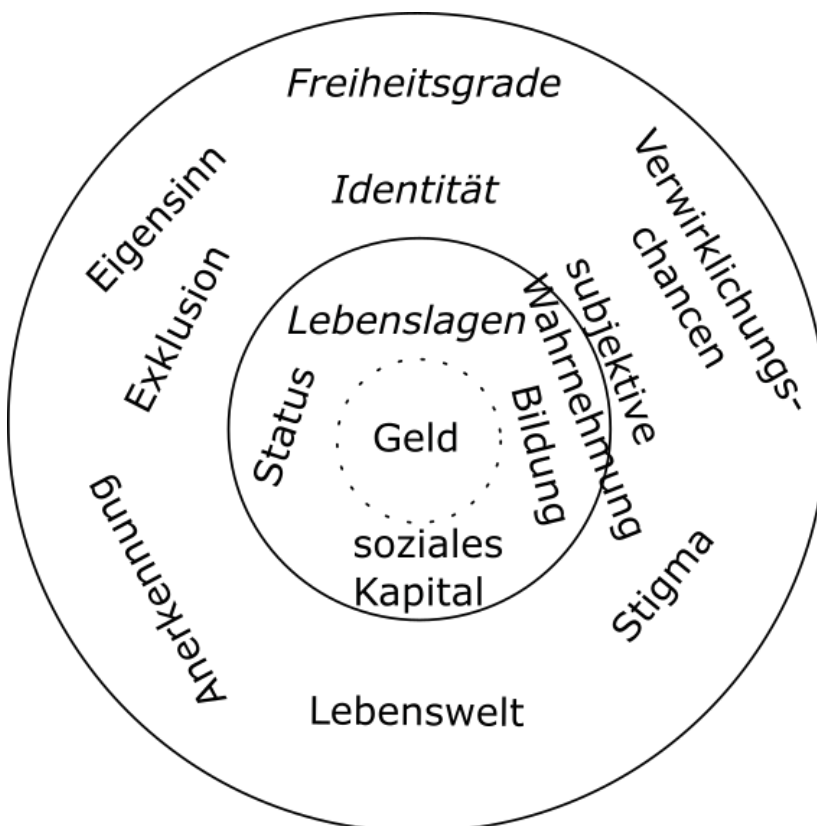 Freiheitsgrade
Identität
Eigensinn
Exklusion
Verwirklichungs-
chancen
subjektive
Wahrnehmung
Lebenslagen
Status
Geld
Bildung
soziales
Kapital
Anerkennung
Stigma
Lebenswelt